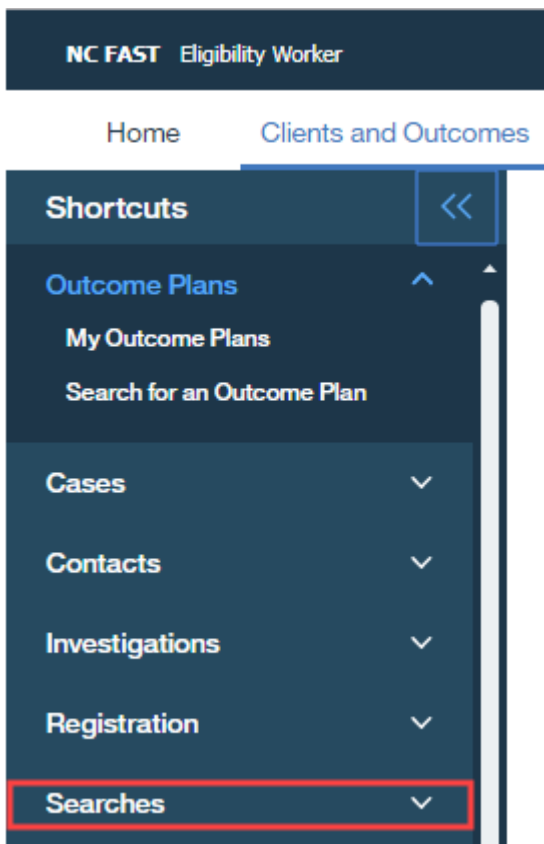 NC FAST Eligibility Worker
Home Clients and Outcomes
Shortcuts
Outcome Plans
My Outcome Plans
Search for an Outcome Plan
Cases
Contacts
Investigations
Registration
Searches